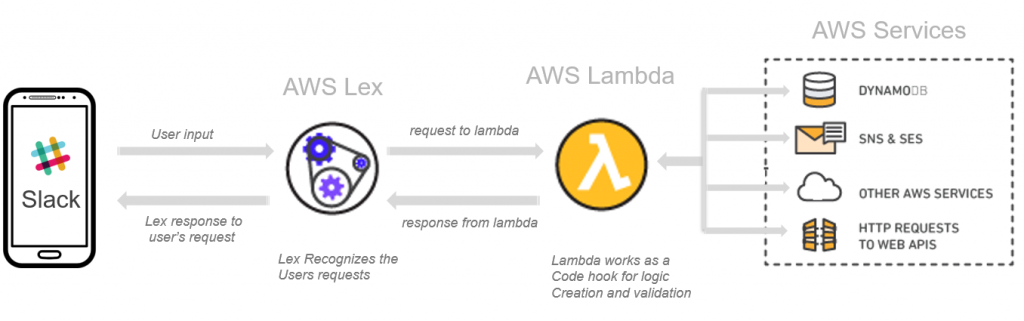 AWS Services
AWS Lex
AWS Lambda
DYNAMODB
User input
request to lambda
SNS & SES
Slack
OTHER AWS SERVICES
Lex response to
user's request
response from lambda
HTTP REQUESTS
TO WEB APIS
Lex Recognizes the
Users requests
Lambda works as a
Code hook for logic
Creation and validation